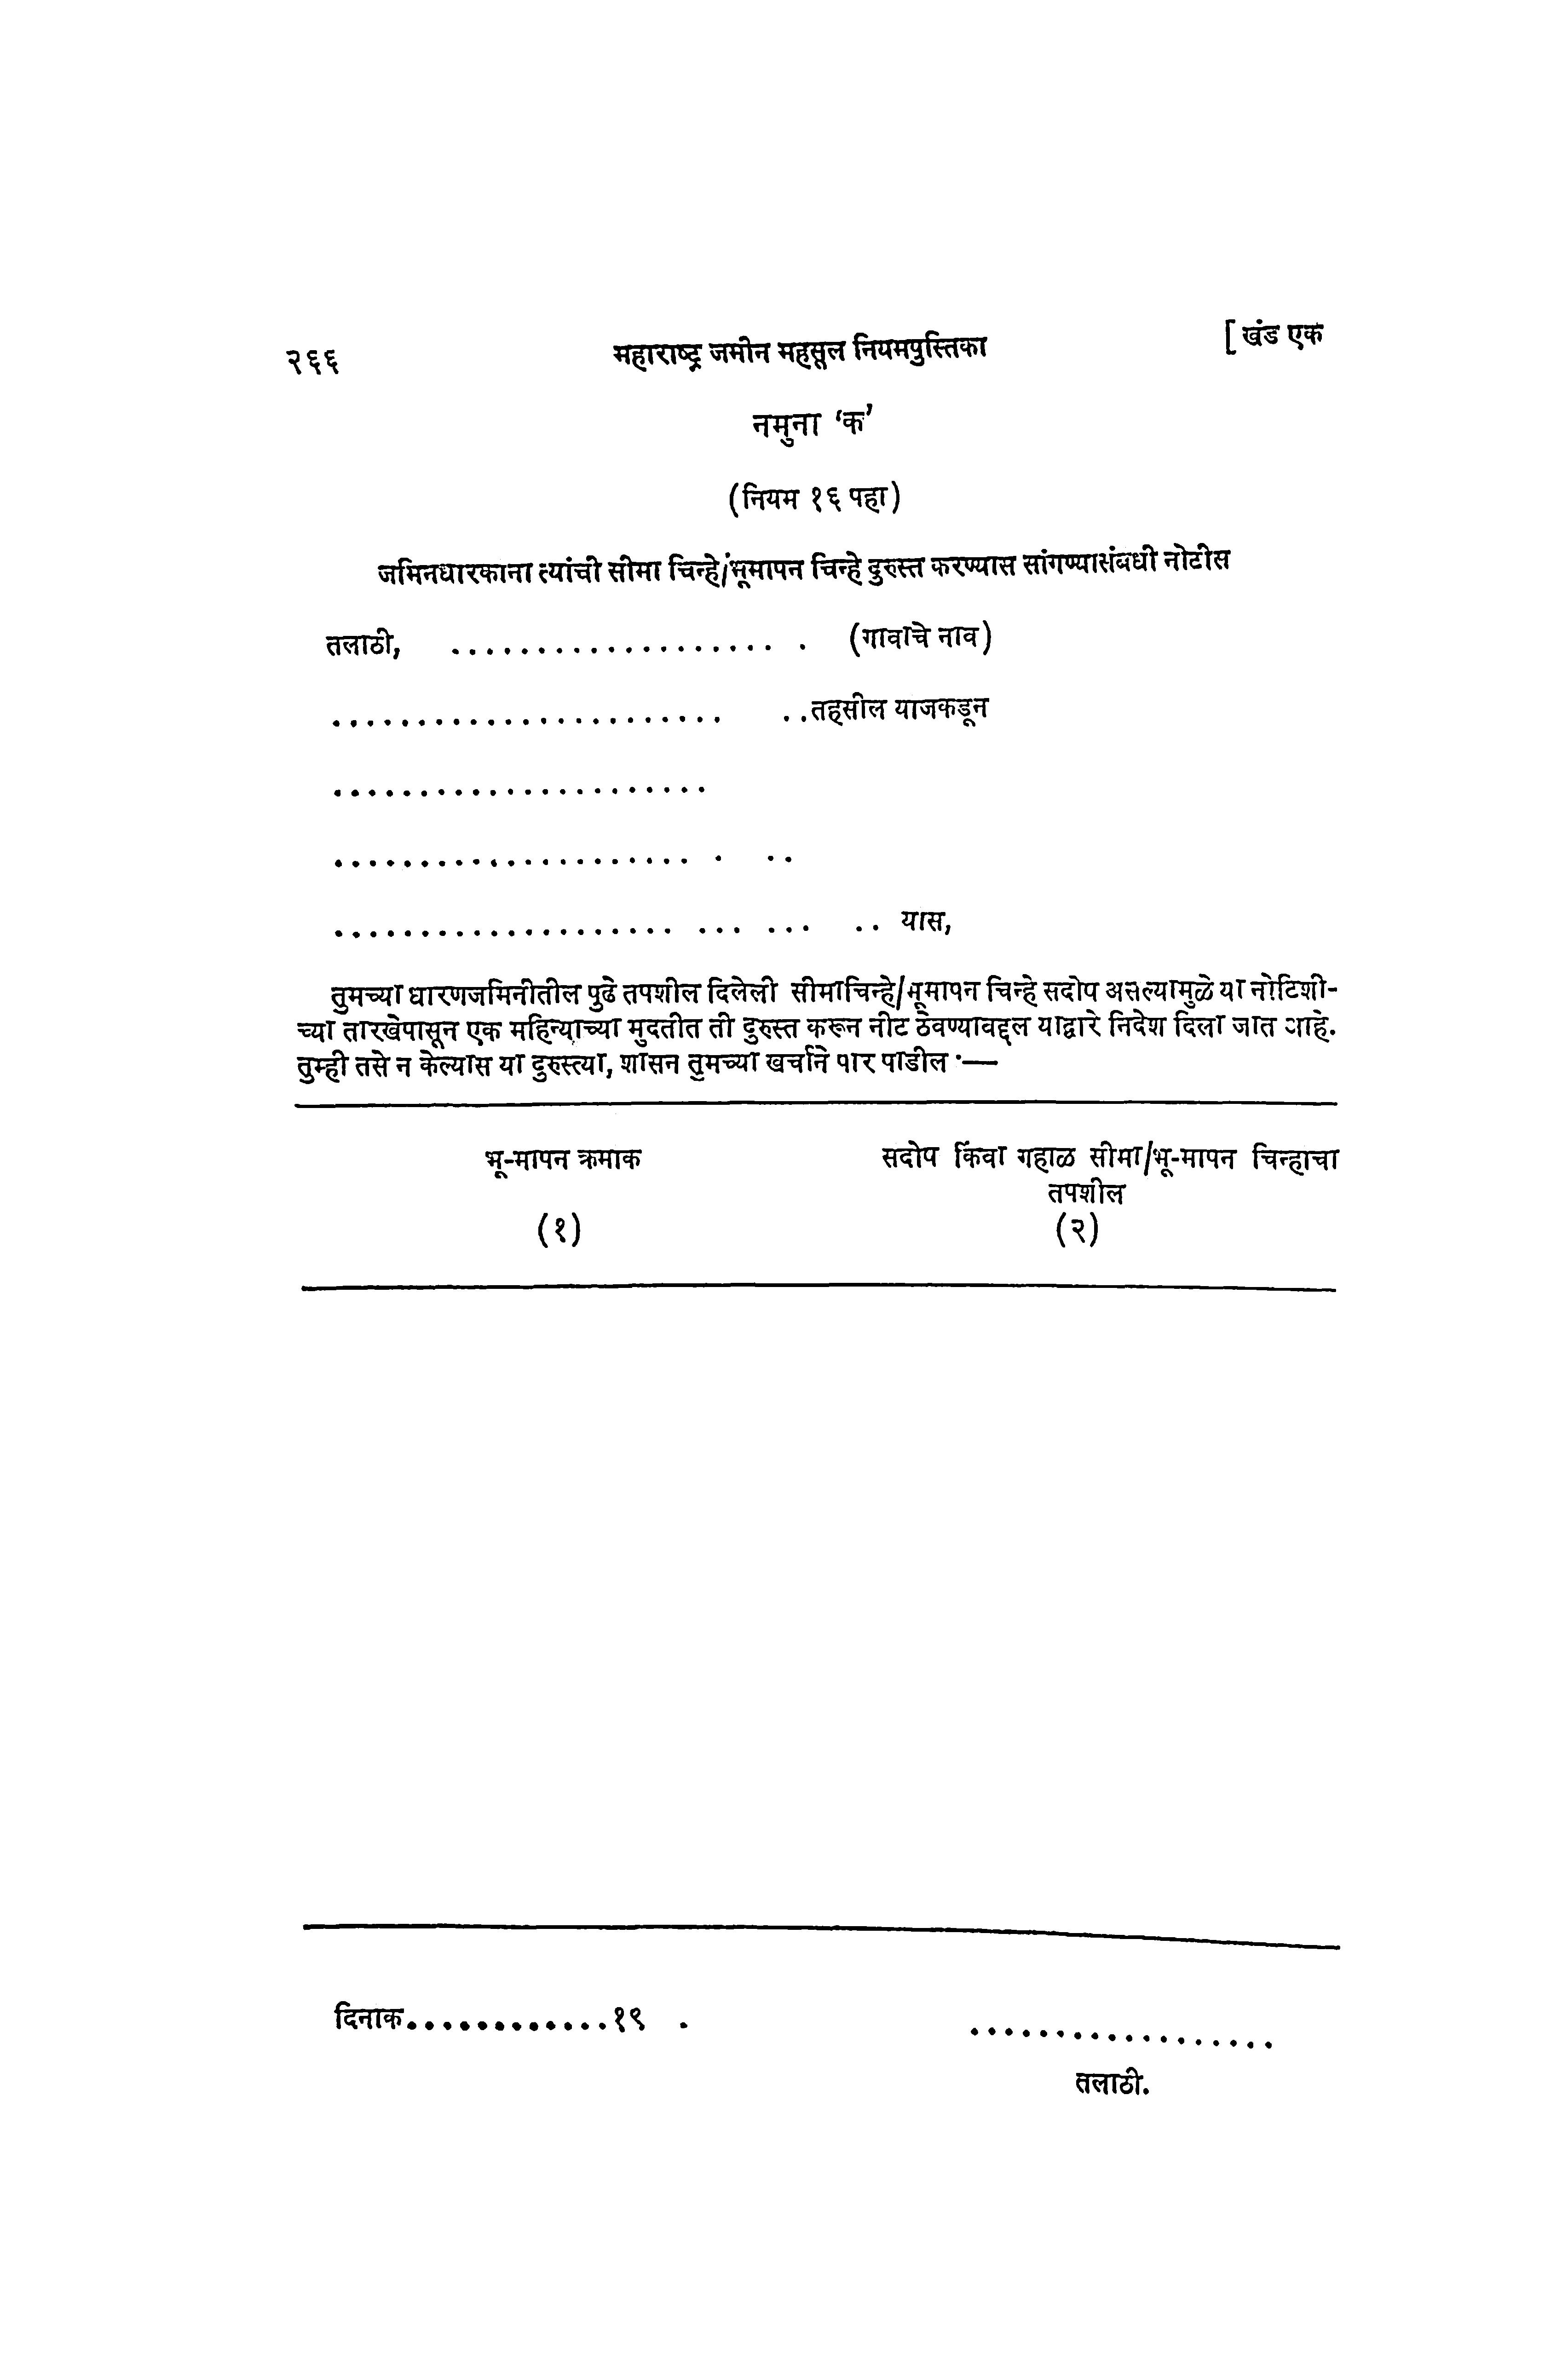 २६६ महाराष्ट्र जमीन महसूल नियमपुस्तिका [ खंड एक
नमुना ‘क’
(नियम १६ पहा)
जमिनधारकाना त्यांची सीमा चिन्हे/भूमापन चिन्हे दुरुस्त करण्यास सांगण्यासंबधी नोटीस
तलाठी, .................... (गावाचे नाव)
....................... ..तहसील याजकडून
......................
..................... . ..
.................... ... ... .. यास,
तुमच्या धारणजमिनीतील पुढे तपशील दिलेली सीमाचिन्हे/भूमापन चिन्हे सदोप असल्यामुळे या नोटिशी-
च्या तारखेपासून एक महिन्याच्या मुदतीत ती दुरुस्त करून नीट ठेवण्यावद्दल याद्वारे निदेश दिला जात आहे.
तुम्ही तसे न केल्यास या दुरुस्त्या, शासन तुमच्या खर्चाने पार पाडील :—
भू-मापन क्रमाक सदोप किंवा गहाळ सीमा/भू-मापन चिन्हाचा
तपशील
(१) (२)
दिनाक............१९ . ..................
तलाठी.